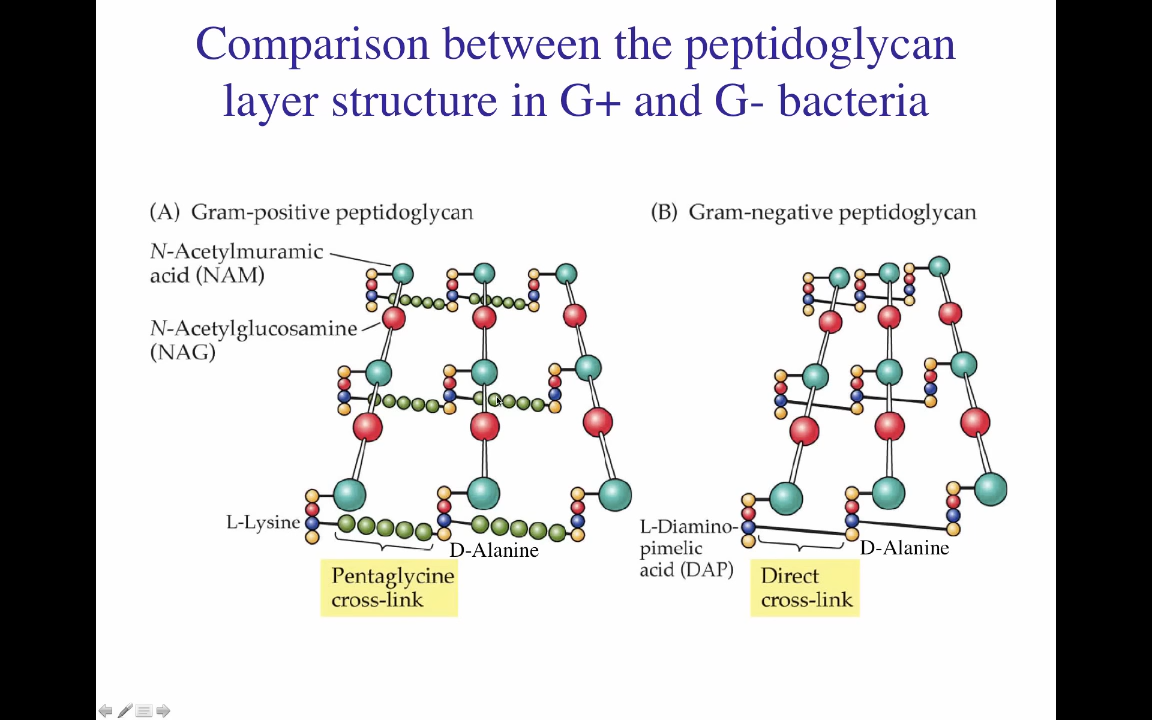 Comparison between the peptidoglycan
layer structure in G+ and G- bacteria
(A) Gram-positive peptidoglycan
N-Acetylmuramic
acid (NAM)
N-Acetylglucosamine
(NAG)
L-Lysine
D-Alanine
Pentaglycine
cross-link
(B) Gram-negative peptidoglycan
L-Diamino-
pimelic
acid (DAP)
D-Alanine
Direct
cross-link